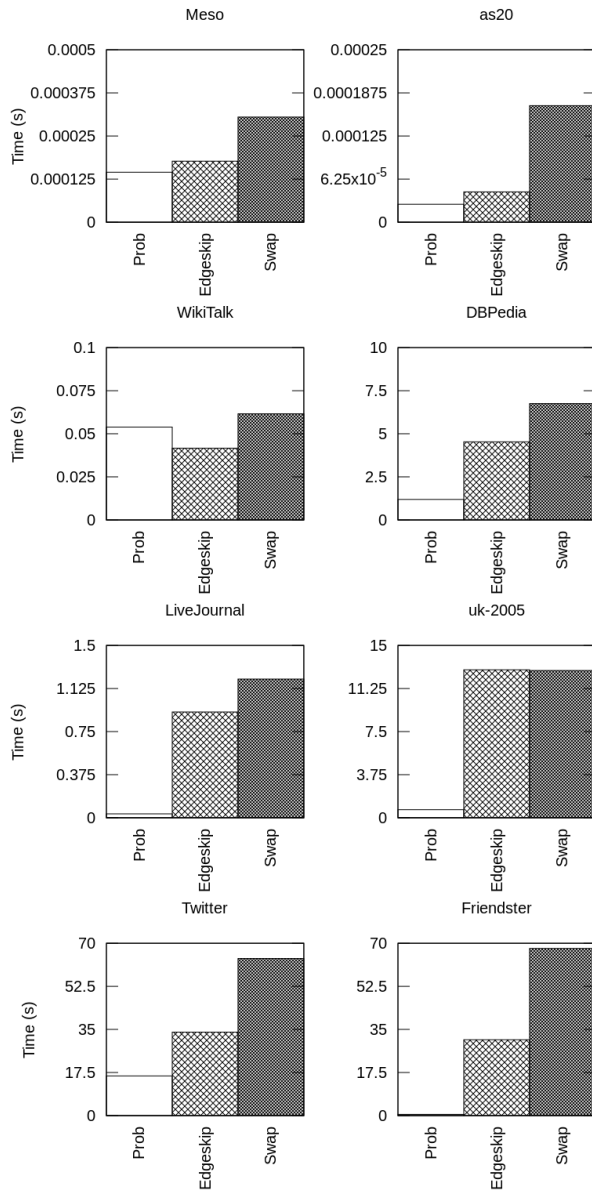 Meso
as20
0.0005
0.000375
0.00025
0.000125
0
Time (s)
Prob
Edgeskip
Swap
0.00025
0.0001875
0.000125
6.25x10⁻⁵
0
Prob
Edgeskip
Swap
WikiTalk
DBPedia
0.1
0.075
0.05
0.025
0
Time (s)
Prob
Edgeskip
Swap
10
7.5
5
2.5
0
Prob
Edgeskip
Swap
LiveJournal
uk-2005
1.5
1.125
0.75
0.375
0
Time (s)
Prob
Edgeskip
Swap
15
11.25
7.5
3.75
0
Prob
Edgeskip
Swap
Twitter
Friendster
70
52.5
35
17.5
0
Time (s)
Prob
Edgeskip
Swap
70
52.5
35
17.5
0
Prob
Edgeskip
Swap